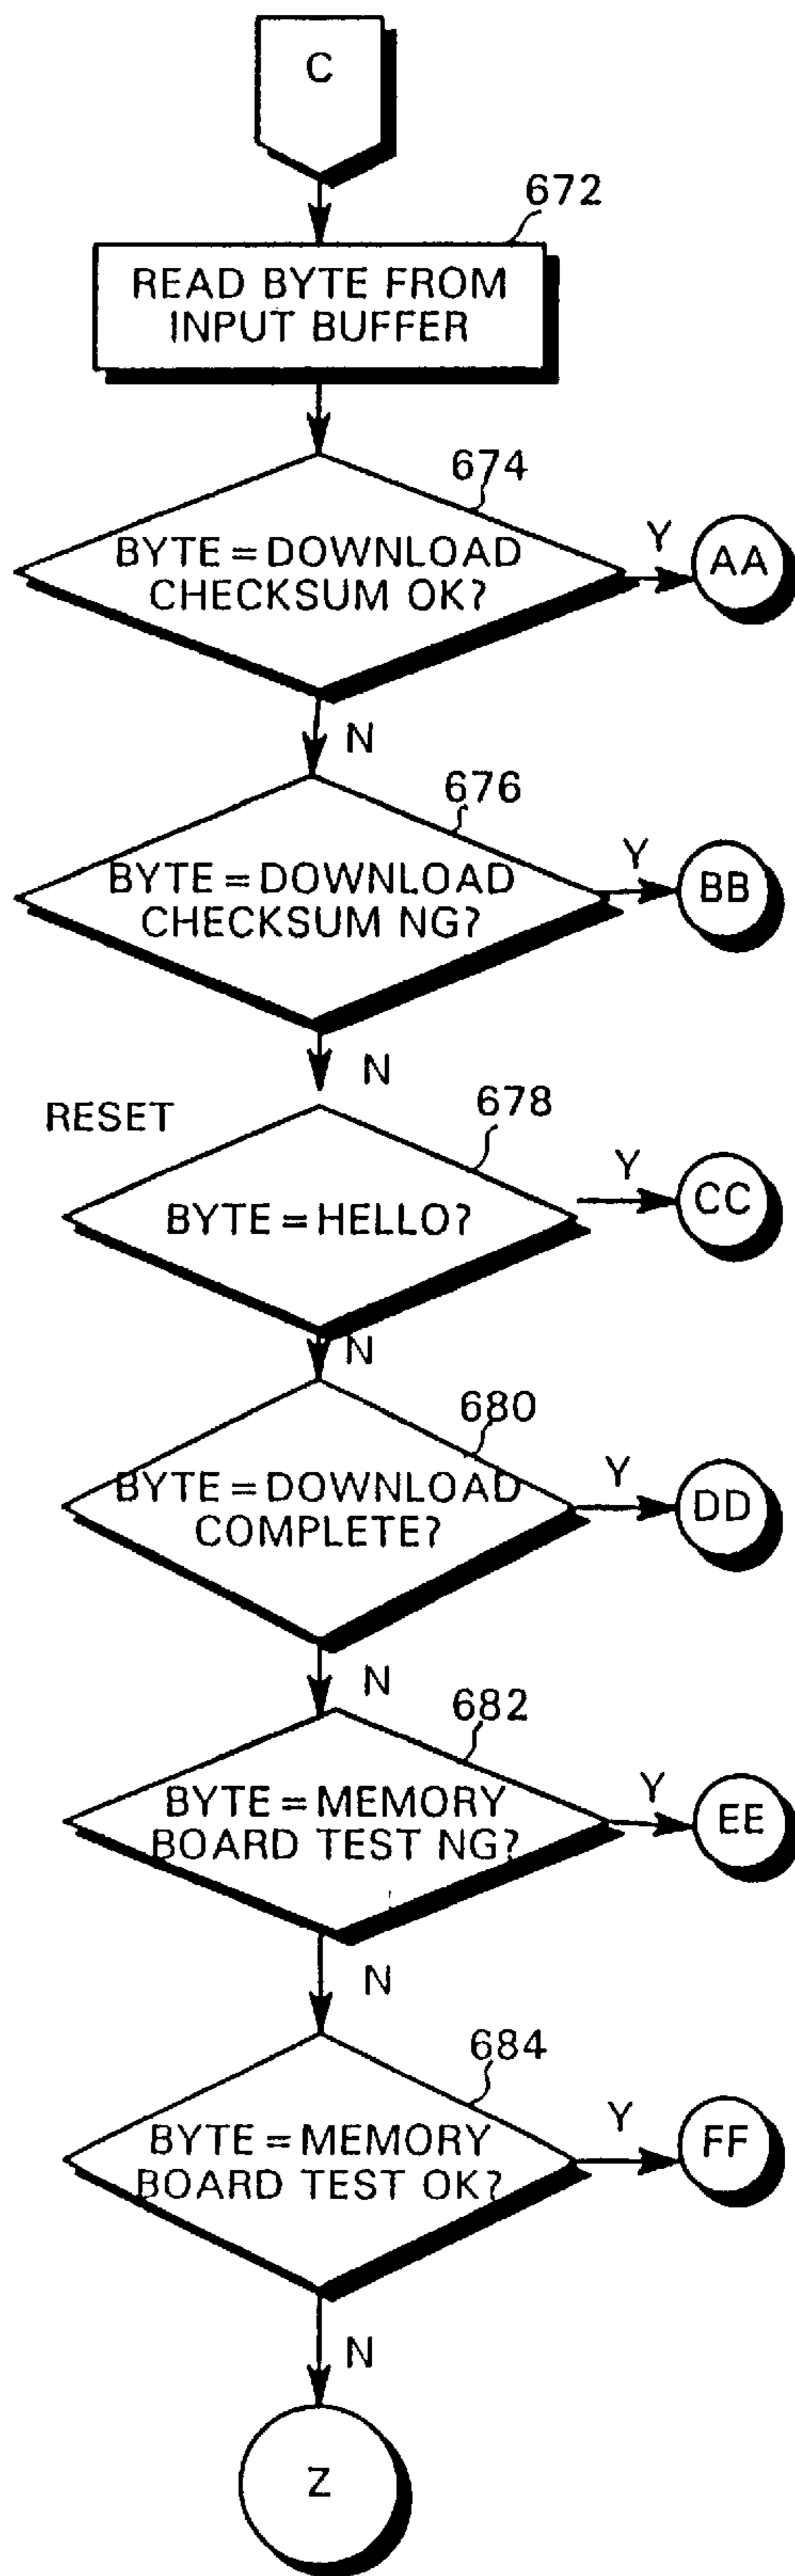 C
672
READ BYTE FROM
INPUT BUFFER
674
BYTE = DOWNLOAD
CHECKSUM OK?
Y
AA
N
676
BYTE = DOWNLOAD
CHECKSUM NG?
Y
BB
N
RESET
678
BYTE = HELLO?
Y
CC
N
680
BYTE = DOWNLOAD
COMPLETE?
Y
DD
N
682
BYTE = MEMORY
BOARD TEST NG?
Y
EE
N
684
BYTE = MEMORY
BOARD TEST OK?
Y
FF
N
Z